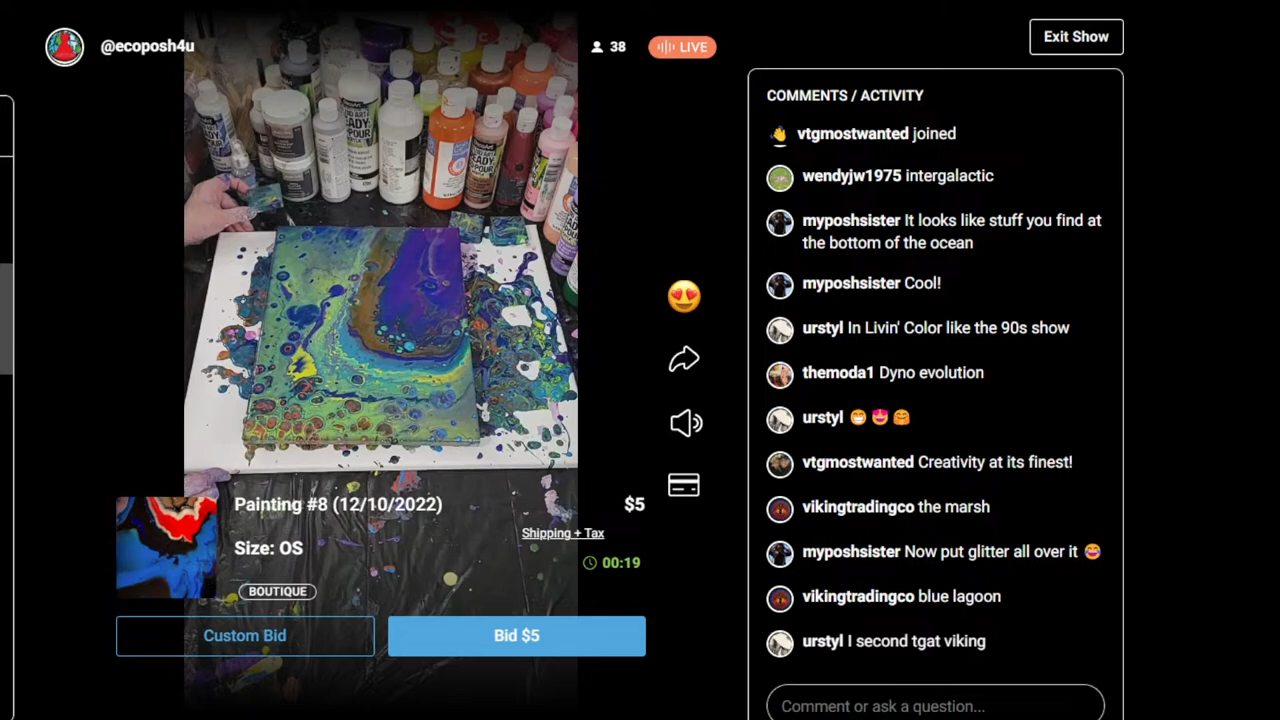 @ecoposh4u
38
LIVE
Exit Show
READY
POUR
READY
POUR
Painting #8 (12/10/2022)
$5
Shipping + Tax
Size: OS
00:19
BOUTIQUE
Custom Bid
Bid $5
COMMENTS / ACTIVITY
vtgmostwanted joined
wendyjw1975 intergalactic
myposhsister It looks like stuff you find at
the bottom of the ocean
myposhsister Cool!
urstyl In Livin' Color like the 90s show
themoda1 Dyno evolution
urstyl 😁 😍 🤗
vtgmostwanted Creativity at its finest!
vikingtradingco the marsh
myposhsister Now put glitter all over it 😂
vikingtradingco blue lagoon
urstyl I second tgat viking
Comment or ask a question...